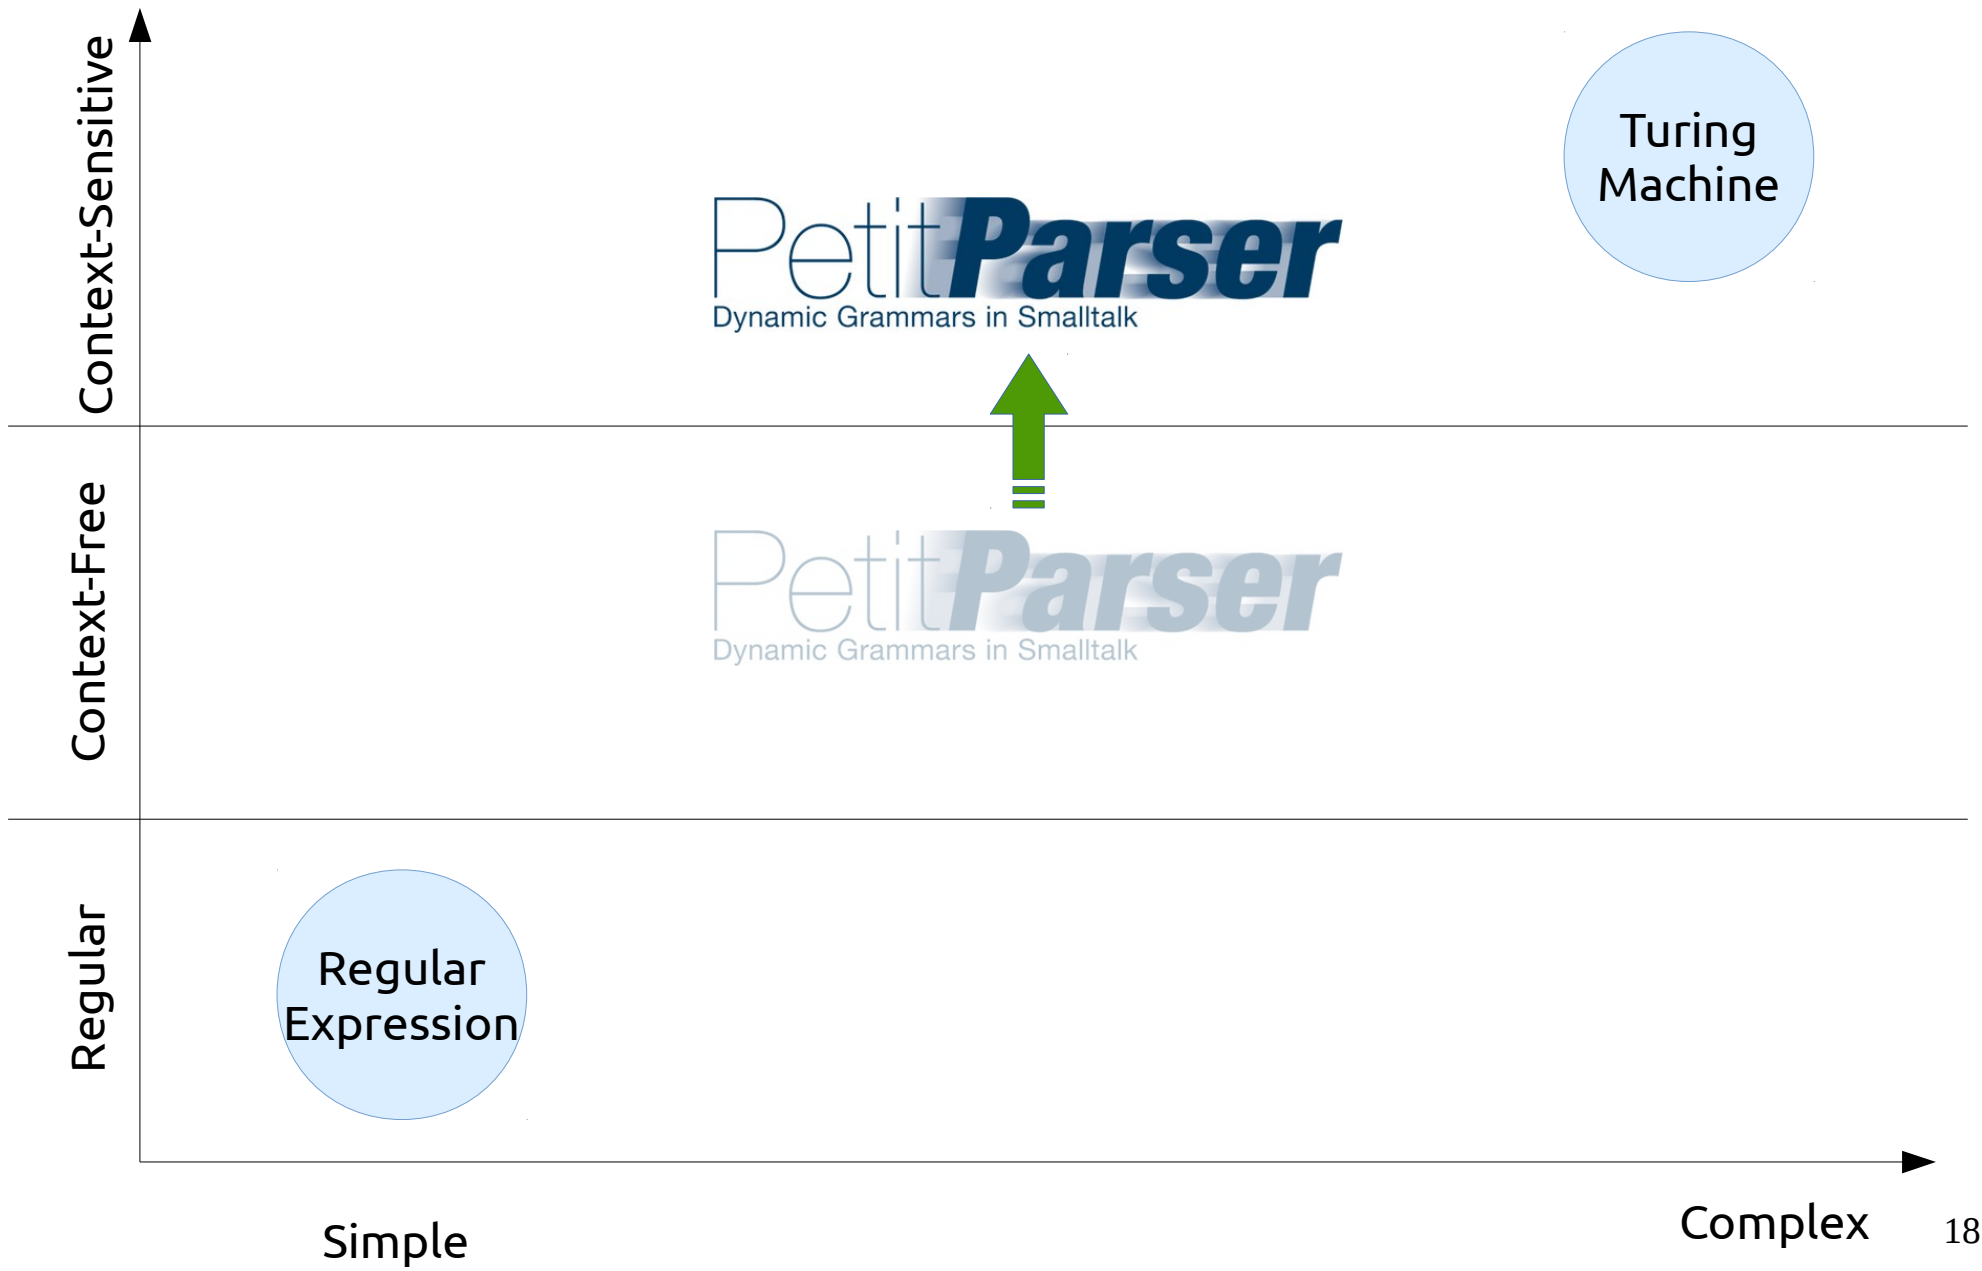 Context-Sensitive
Turing
Machine
PetitParser
Dynamic Grammars in Smalltalk
Context-Free
PetitParser
Dynamic Grammars in Smalltalk
Regular
Regular
Expression
Simple
Complex
18